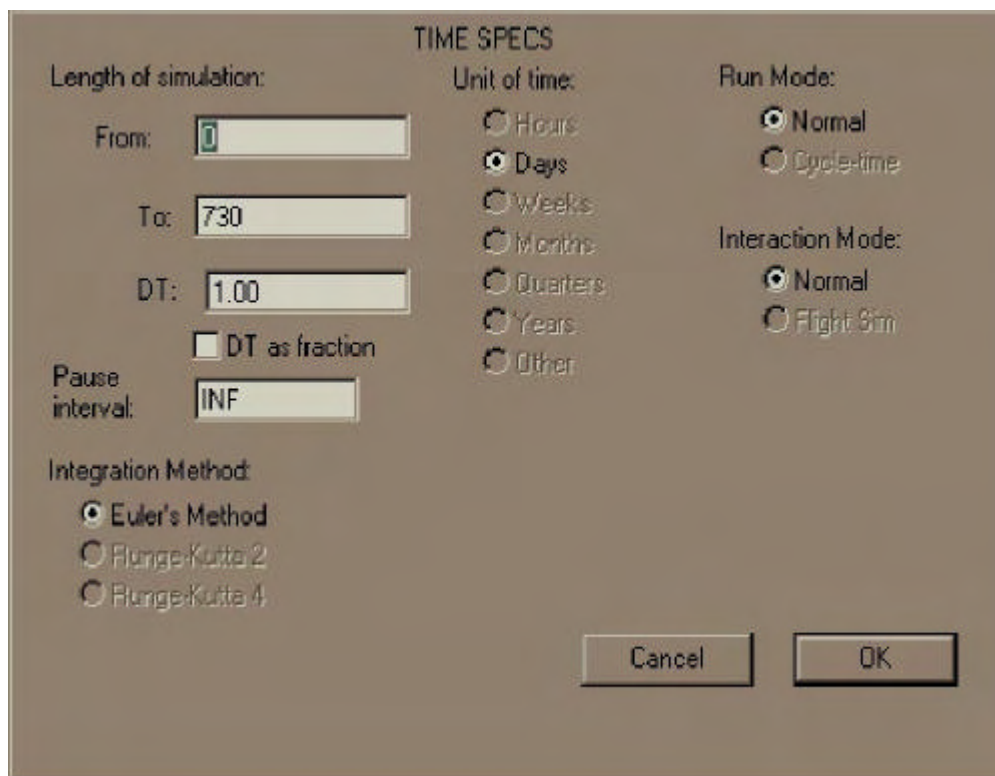 TIME SPECS
Length of simulation:
From: 0
To: 730
DT: 1.00
DT as fraction
Pause
interval: INF
Integration Method:
Euler's Method
Runge-Kutta 2
Runge-Kutta 4
Unit of time:
Hours
Days
Weeks
Months
Quarters
Years
Other
Run Mode:
Normal
Cycle-time
Interaction Mode:
Normal
Flight Sim
Cancel
OK